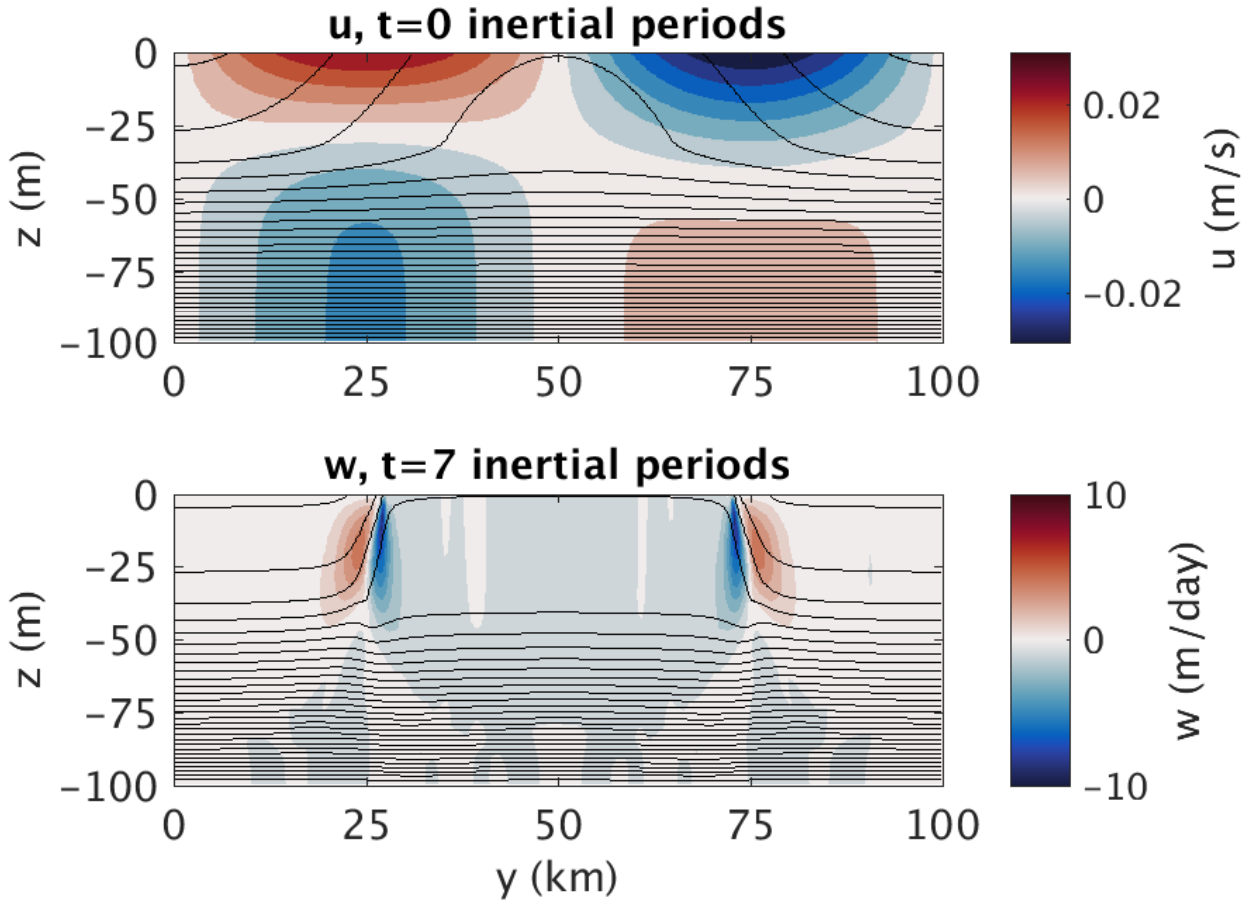 u, t=0 inertial periods
0
−25
−50
−75
−100
z (m)
0 25 50 75 100
0.02
0
−0.02
u (m/s)
w, t=7 inertial periods
0
−25
−50
−75
−100
z (m)
0 25 50 75 100
y (km)
10
0
−10
w (m/day)